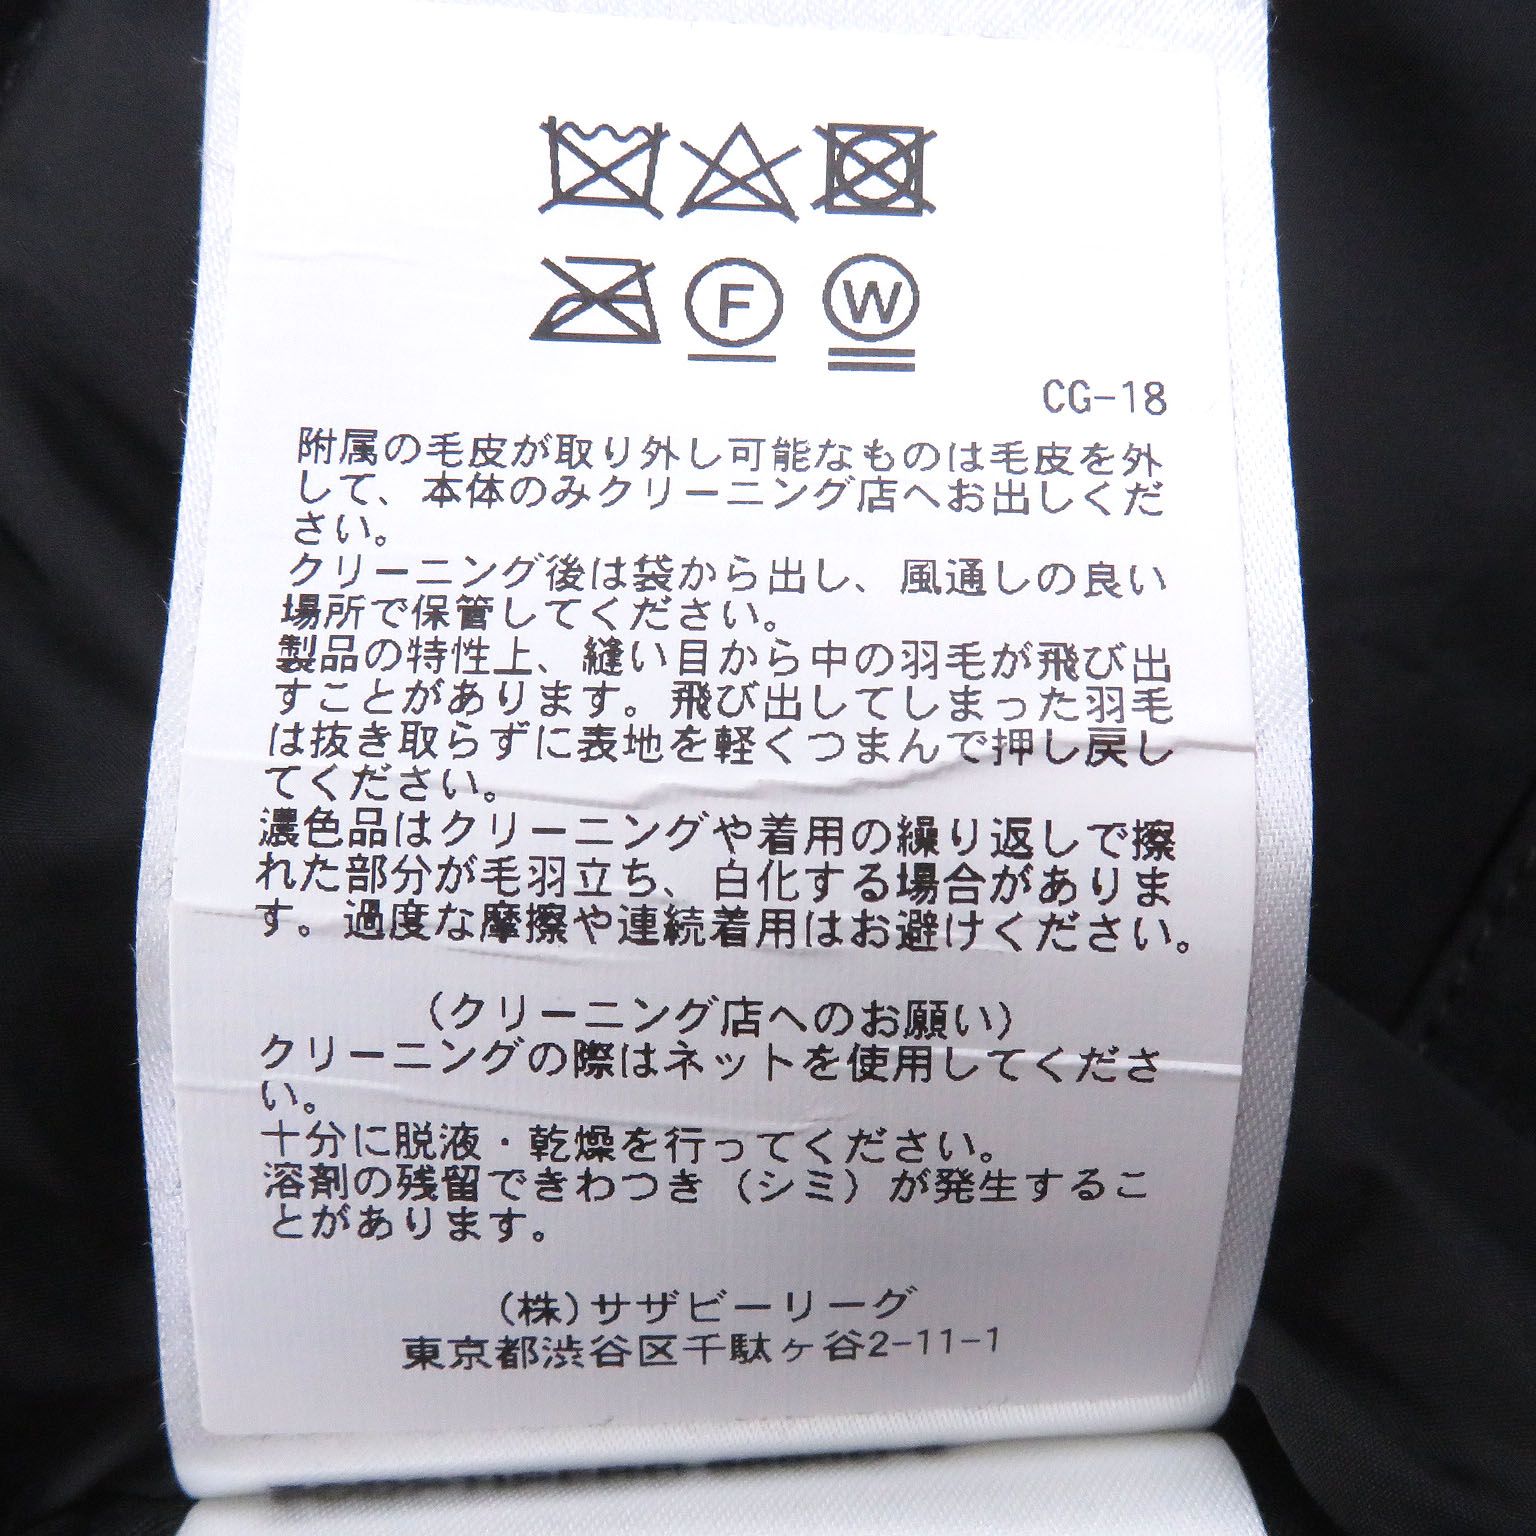 F W
CG-18
附属の毛皮が取り外し可能なものは毛皮を外
して、本体のみクリーニング店へお出しくだ
さい。
クリーニング後は袋から出し、風通しの良い
場所で保管してください。
製品の特性上、縫い目から中の羽毛が飛び出
すことがあります。飛び出してしまった羽毛
は抜き取らずに表地を軽くつまんで押し戻し
てください。
濃色品はクリーニングや着用の繰り返しで擦
れた部分が毛羽立ち、白化する場合がありま
す。過度な摩擦や連続着用はお避けください。
(クリーニング店へのお願い)
クリーニングの際はネットを使用してくださ
い。
十分に脱液・乾燥を行ってください。
溶剤の残留できわつき(シミ)が発生するこ
とがあります。
(株)サザビーリーグ
東京都渋谷区千駄ヶ谷2-11-1